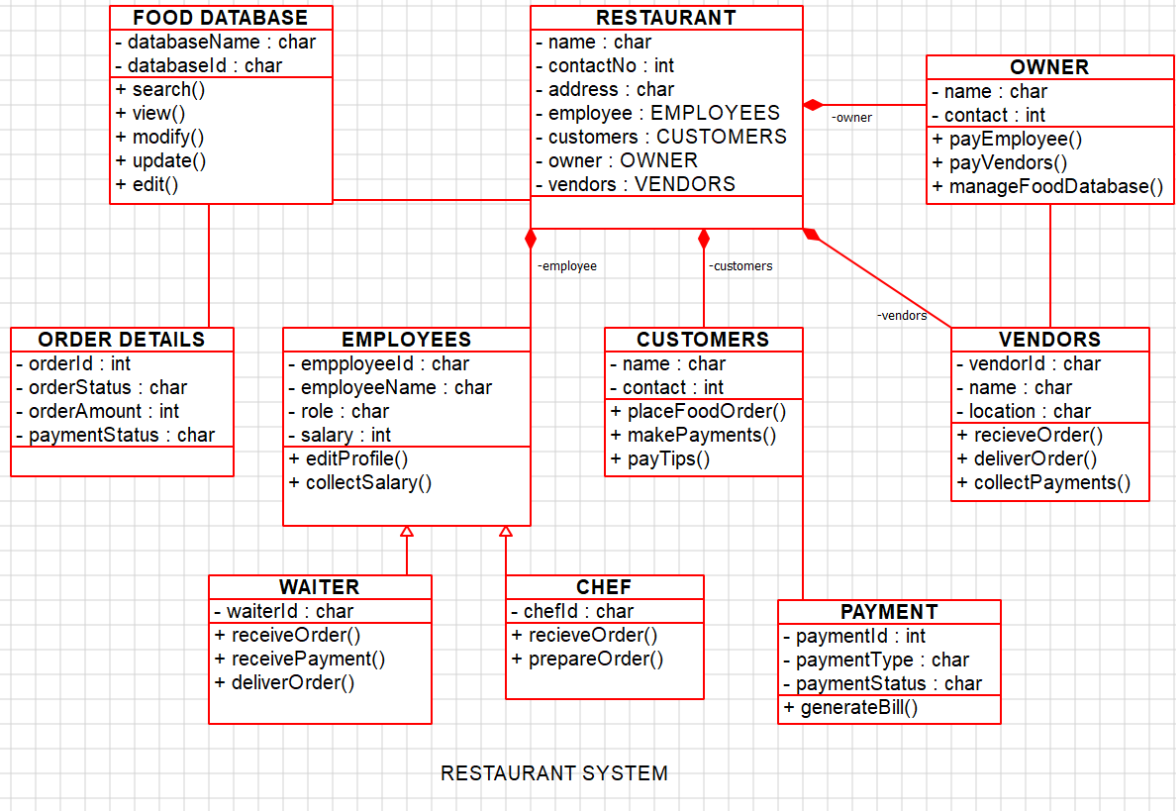 FOOD DATABASE
- databaseName : char
- databaseId : char
+ search()
+ view()
+ modify()
+ update()
+ edit()
RESTAURANT
- name : char
- contactNo : int
- address : char
- employee : EMPLOYEES
- customers : CUSTOMERS
- owner : OWNER
- vendors : VENDORS
OWNER
- name : char
- contact : int
+ payEmployee()
+ payVendors()
+ manageFoodDatabase()
-owner
-employee
-customers
-vendors
ORDER DETAILS
- orderId : int
- orderStatus : char
- orderAmount : int
- paymentStatus : char
EMPLOYEES
- empployeeId : char
- employeeName : char
- role : char
- salary : int
+ editProfile()
+ collectSalary()
CUSTOMERS
- name : char
- contact : int
+ placeFoodOrder()
+ makePayments()
+ payTips()
VENDORS
- vendorId : char
- name : char
- location : char
+ recieveOrder()
+ deliverOrder()
+ collectPayments()
WAITER
- waiterId : char
+ receiveOrder()
+ receivePayment()
+ deliverOrder()
CHEF
- chefId : char
+ recieveOrder()
+ prepareOrder()
PAYMENT
- paymentId : int
- paymentType : char
- paymentStatus : char
+ generateBill()
RESTAURANT SYSTEM